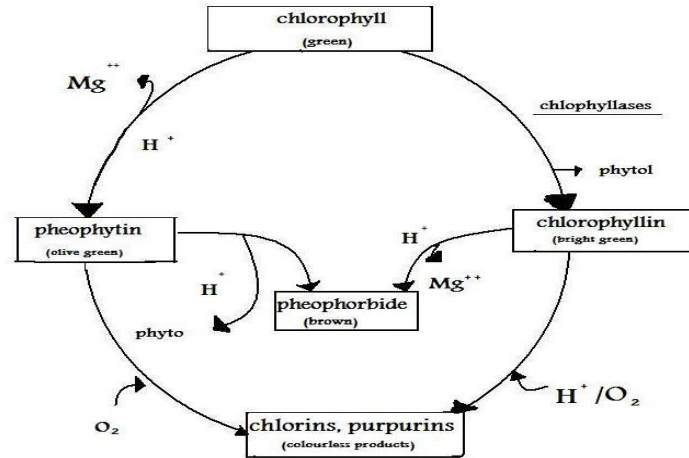 chlorophyll
(green)
Mg ++
H +
chlophyllases
phytol
pheophytin
(olive green)
chlorophyllin
(bright green)
H +
phyto
H +
Mg ++
pheophorbide
(brown)
O2
H + /O2
chlorins, purpurins
(colourless products)